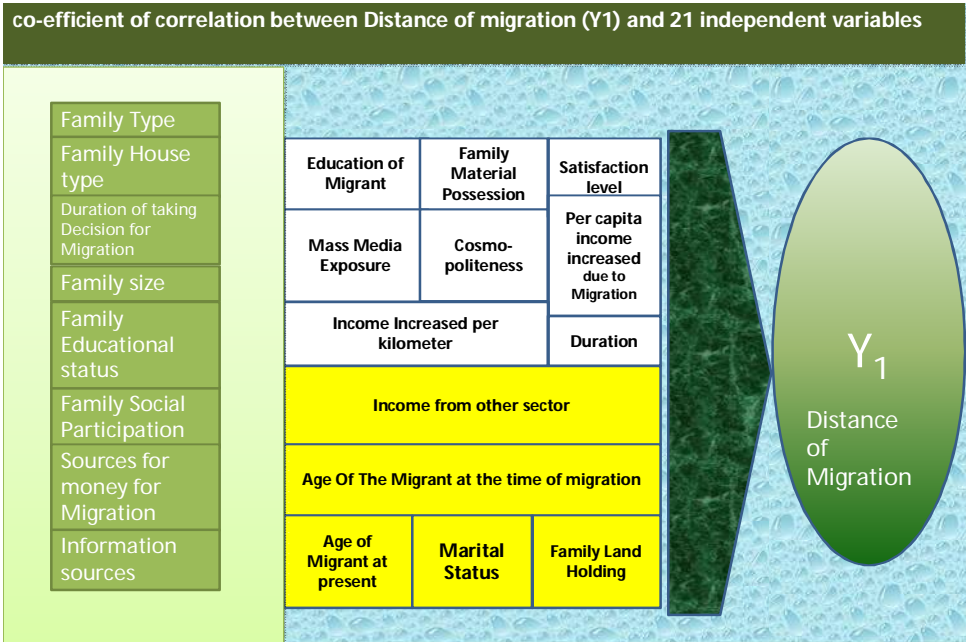 co-efficient of correlation between Distance of migration (Y1) and 21 independent variables
Family Type
Family House
type
Duration of taking
Decision for
Migration
Family size
Family
Educational
status
Family Social
Participation
Sources for
money for
Migration
Information
sources
Education of
Migrant
Family
Material
Possession
Satisfaction
level
Mass Media
Exposure
Cosmo-
politeness
Per capita
income
increased
due to
Migration
Income Increased per
kilometer
Duration
Income from other sector
Age Of The Migrant at the time of migration
Age of
Migrant at
present
Marital
Status
Family Land
Holding
Y1
Distance
of
Migration